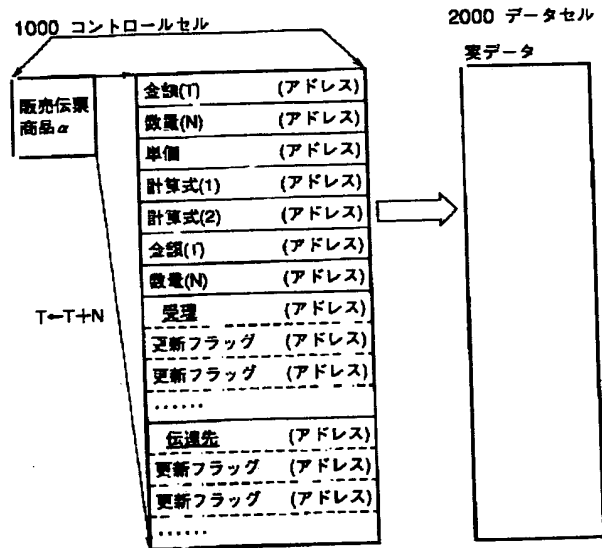 1000 コントロールセル
2000 データセル
実データ
販売伝票
商品α
金額(T) (アドレス)
数量(N) (アドレス)
単価 (アドレス)
計算式(1) (アドレス)
計算式(2) (アドレス)
金額(T) (アドレス)
数量(N) (アドレス)
受理 (アドレス)
更新フラッグ (アドレス)
更新フラッグ (アドレス)
......
伝達先 (アドレス)
更新フラッグ (アドレス)
更新フラッグ (アドレス)
......
T←T+N